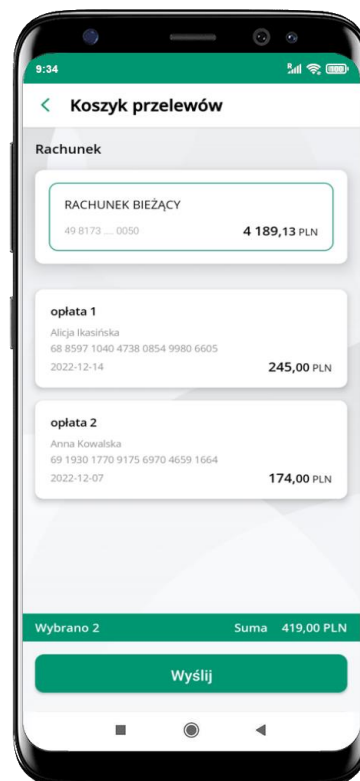 9:34
Koszyk przelewów
Rachunek
RACHUNEK BIEŻĄCY
49 8173 ... 0050 4 189,13 PLN
opłata 1
Alicja Ikasińska
68 8597 1040 4738 0854 9980 6605
2022-12-14 245,00 PLN
opłata 2
Anna Kowalska
69 1930 1770 9175 6970 4659 1664
2022-12-07 174,00 PLN
Wybrano 2 Suma 419,00 PLN
Wyślij